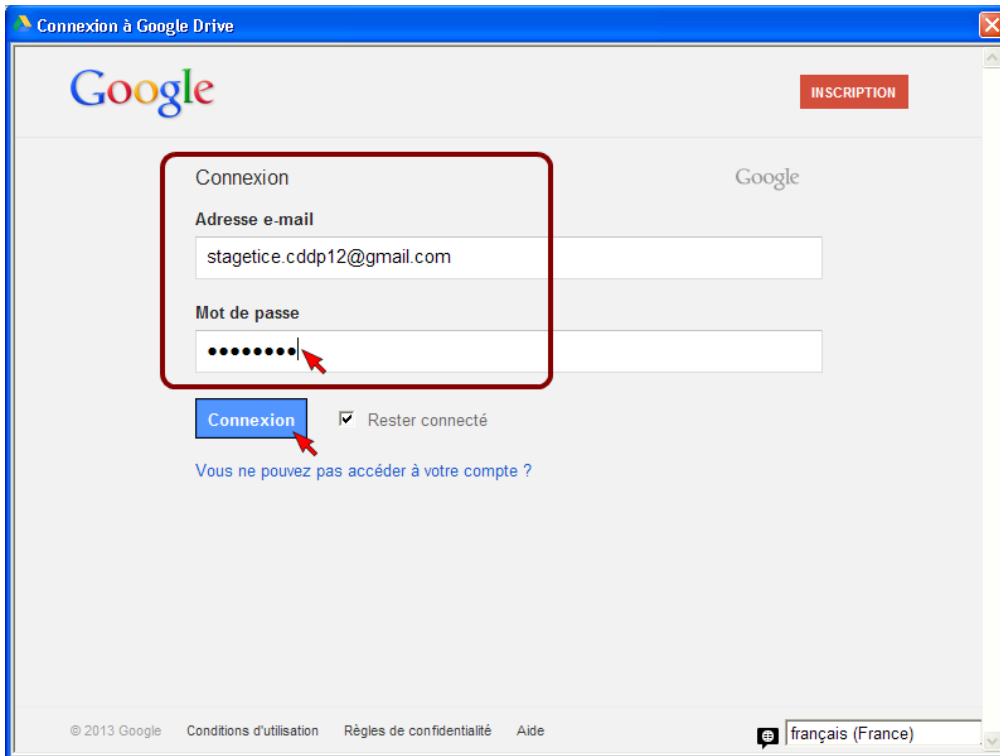 Connexion à Google Drive
Google
INSCRIPTION
Connexion
Google
Adresse e-mail
stagetice.cddp12@gmail.com
Mot de passe
••••••••
Connexion
Rester connecté
Vous ne pouvez pas accéder à votre compte ?
© 2013 Google Conditions d'utilisation Règles de confidentialité Aide
français (France)